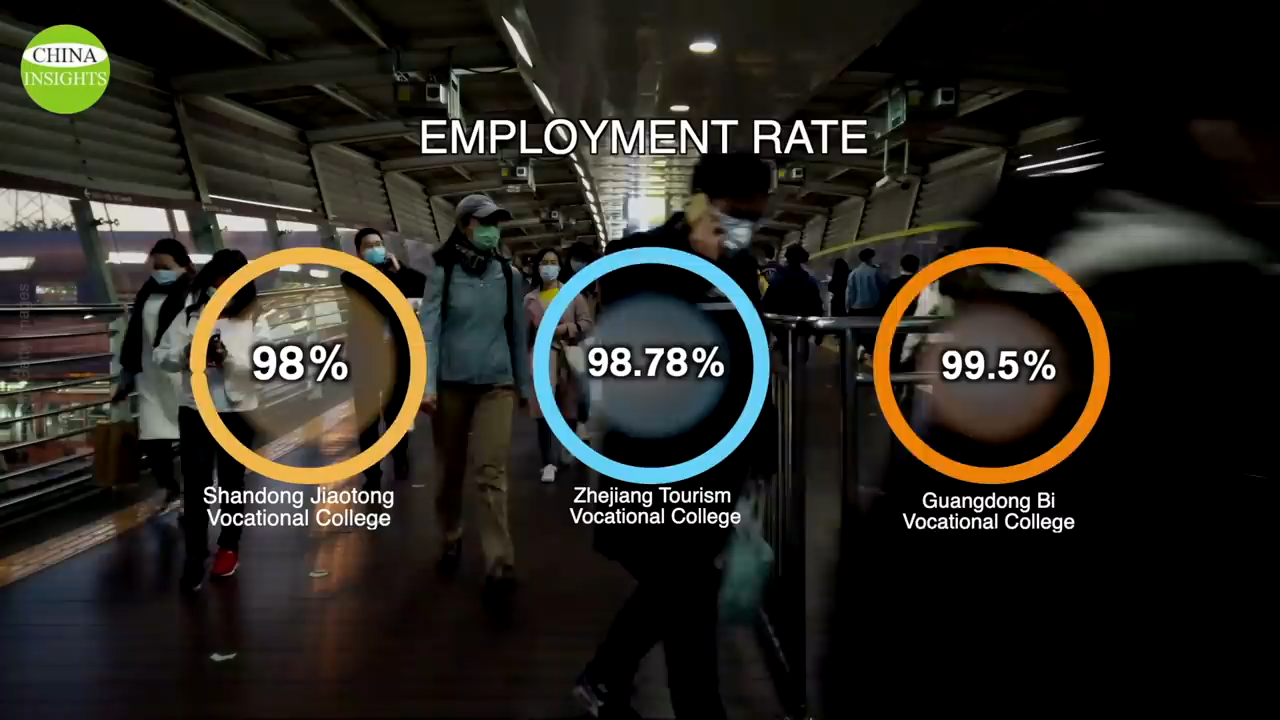 CHINA
INSIGHTS
EMPLOYMENT RATE
98%
98.78%
99.5%
Shandong Jiaotong
Vocational College
Zhejiang Tourism
Vocational College
Guangdong Bi
Vocational College